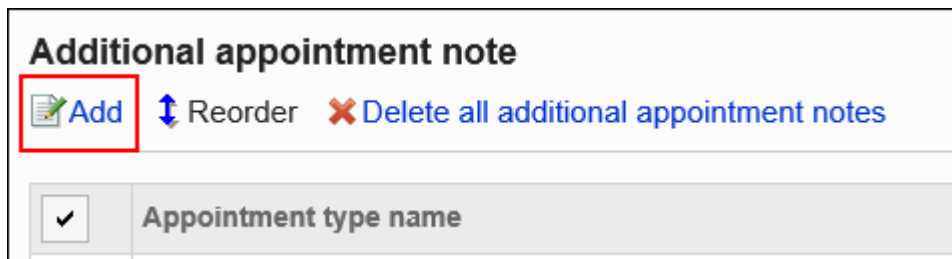 Additional appointment note
Add Reorder Delete all additional appointment notes
Appointment type name